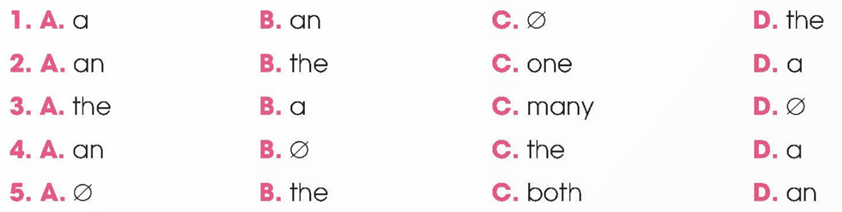 1. A. a B. an C. ∅ D. the
2. A. an B. the C. one D. a
3. A. the B. a C. many D. ∅
4. A. an B. ∅ C. the D. a
5. A. ∅ B. the C. both D. an